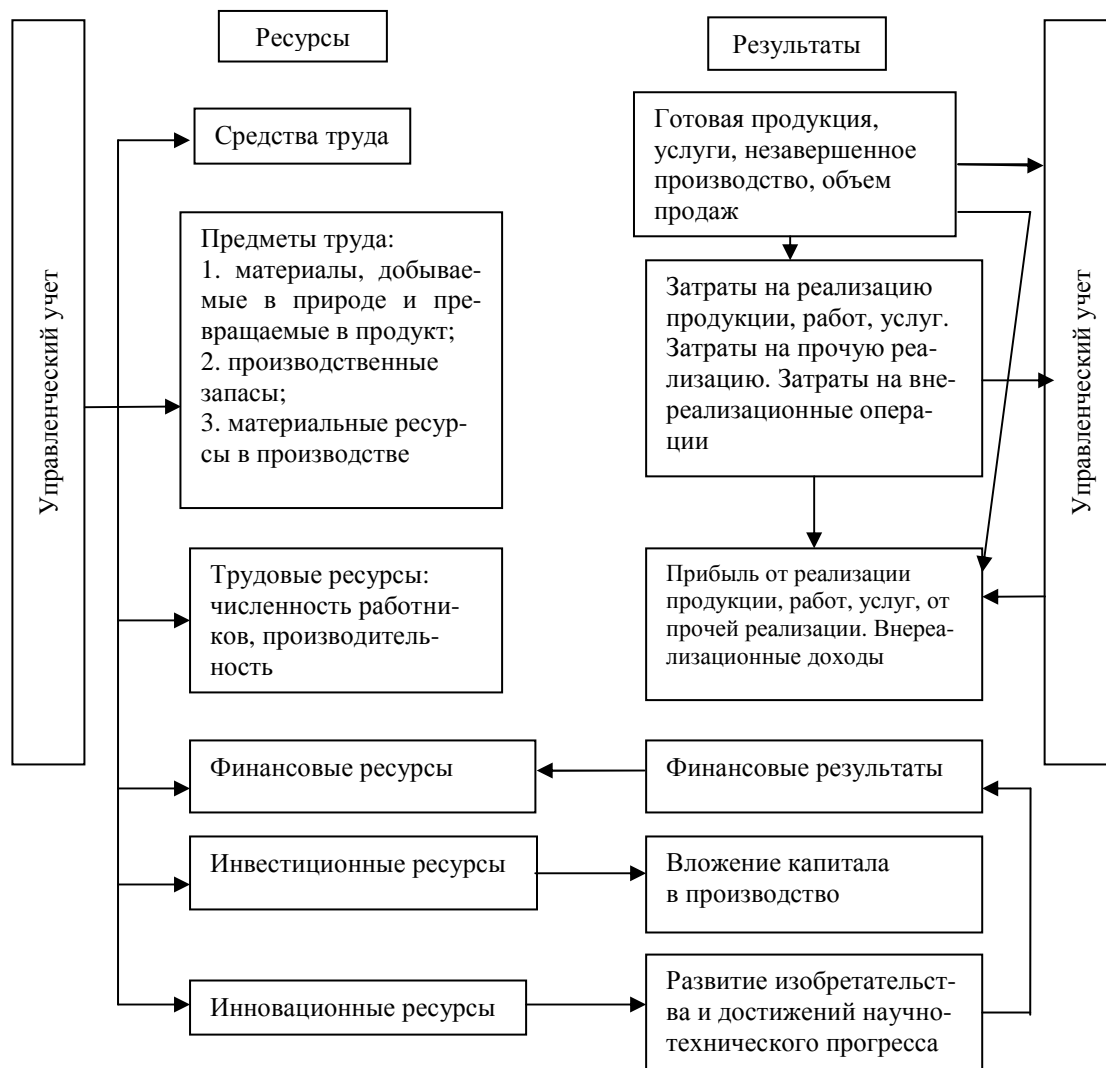 Управленческий учет
Ресурсы
Средства труда
Предметы труда:
1. материалы, добывае-
мые в природе и пре-
вращаемые в продукт;
2. производственные
запасы;
3. материальные ресур-
сы в производстве
Трудовые ресурсы:
численность работни-
ков, производитель-
ность
Финансовые ресурсы
Инвестиционные ресурсы
Инновационные ресурсы
Результаты
Готовая продукция,
услуги, незавершенное
производство, объем
продаж
Затраты на реализацию
продукции, работ, услуг.
Затраты на прочую реа-
лизацию. Затраты на вне-
реализационные опера-
ции
Прибыль от реализации
продукции, работ, услуг, от
прочей реализации. Внереа-
лизационные доходы
Финансовые результаты
Вложение капитала
в производство
Развитие изобретательст-
ва и достижений научно-
технического прогресса
Управленческий учет